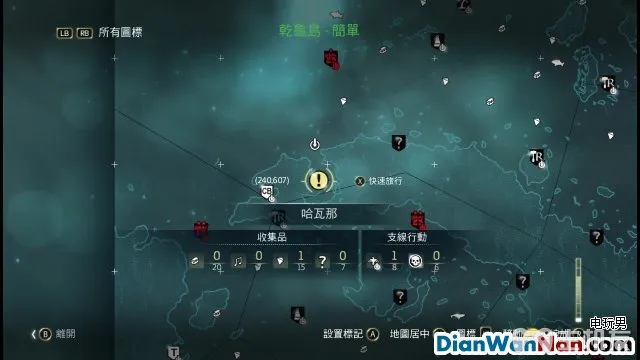 LB RB 所有圖標
乾龜島 · 簡單
R
R
?
(240,607)
!
X 快速旅行
CB
哈瓦那
?
收集品 支線行動
0 0 1 0 1 0
20 15 7 8
?
?
T
B 離開
設置標記 A 地圖居中
电玩男
DianWanNan.com